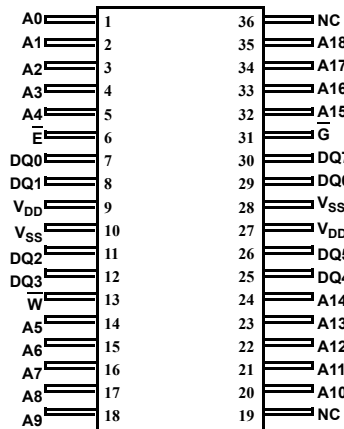 A0 1 36 NC
A1 2 35 A18
A2 3 34 A17
A3 4 33 A16
A4 5 32 A15
E̅ 6 31 G̅
DQ0 7 30 DQ7
DQ1 8 29 DQ6
VDD 9 28 VSS
VSS 10 27 VDD
DQ2 11 26 DQ5
DQ3 12 25 DQ4
W̅ 13 24 A14
A5 14 23 A13
A6 15 22 A12
A7 16 21 A11
A8 17 20 A10
A9 18 19 NC